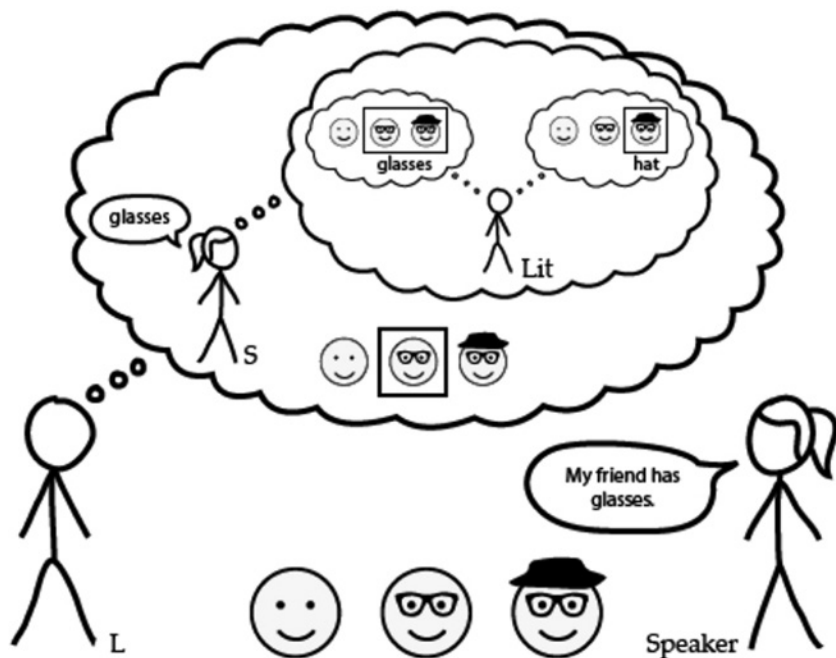 glasses
hat
glasses
Lit
S
My friend has
glasses.
L
Speaker